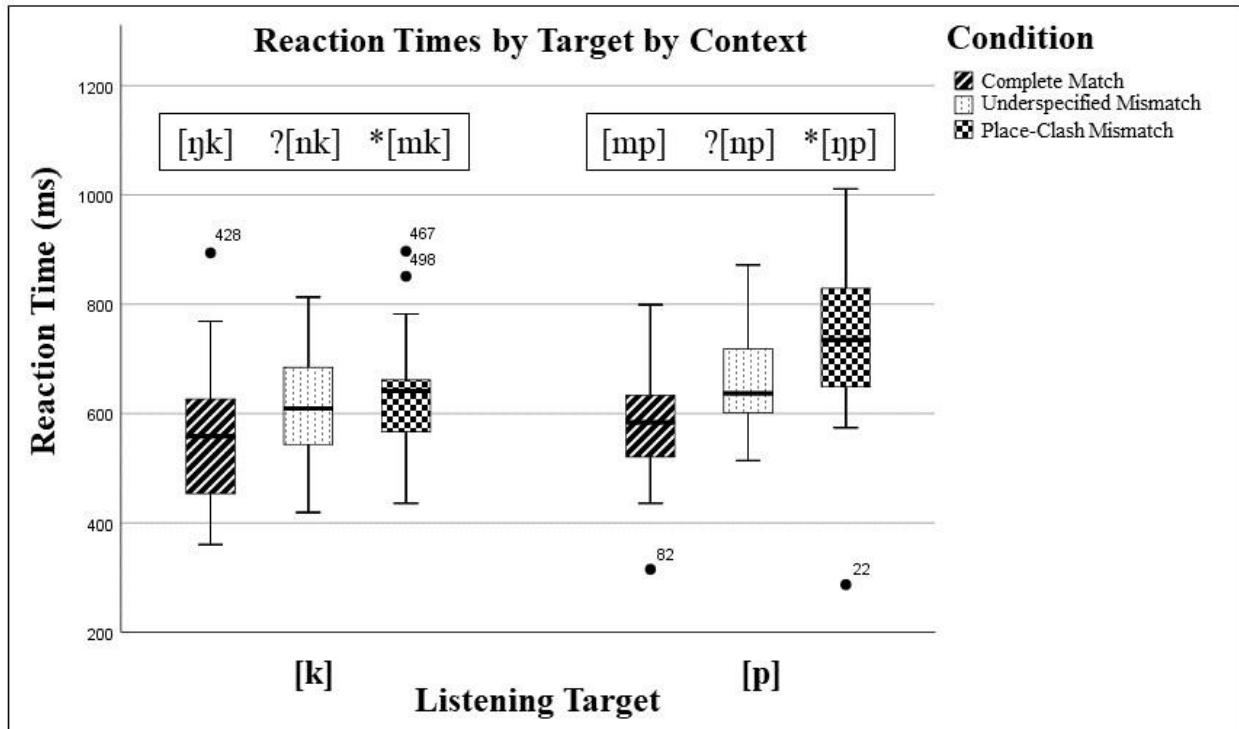 Reaction Times by Target by Context
Condition
Complete Match
Underspecified Mismatch
Place-Clash Mismatch
[ŋk] ?[nk] *[mk]
[mp] ?[np] *[ŋp]
Reaction Time (ms)
1200
1000
800
600
400
200
428
467
498
82
22
[k] [p]
Listening Target